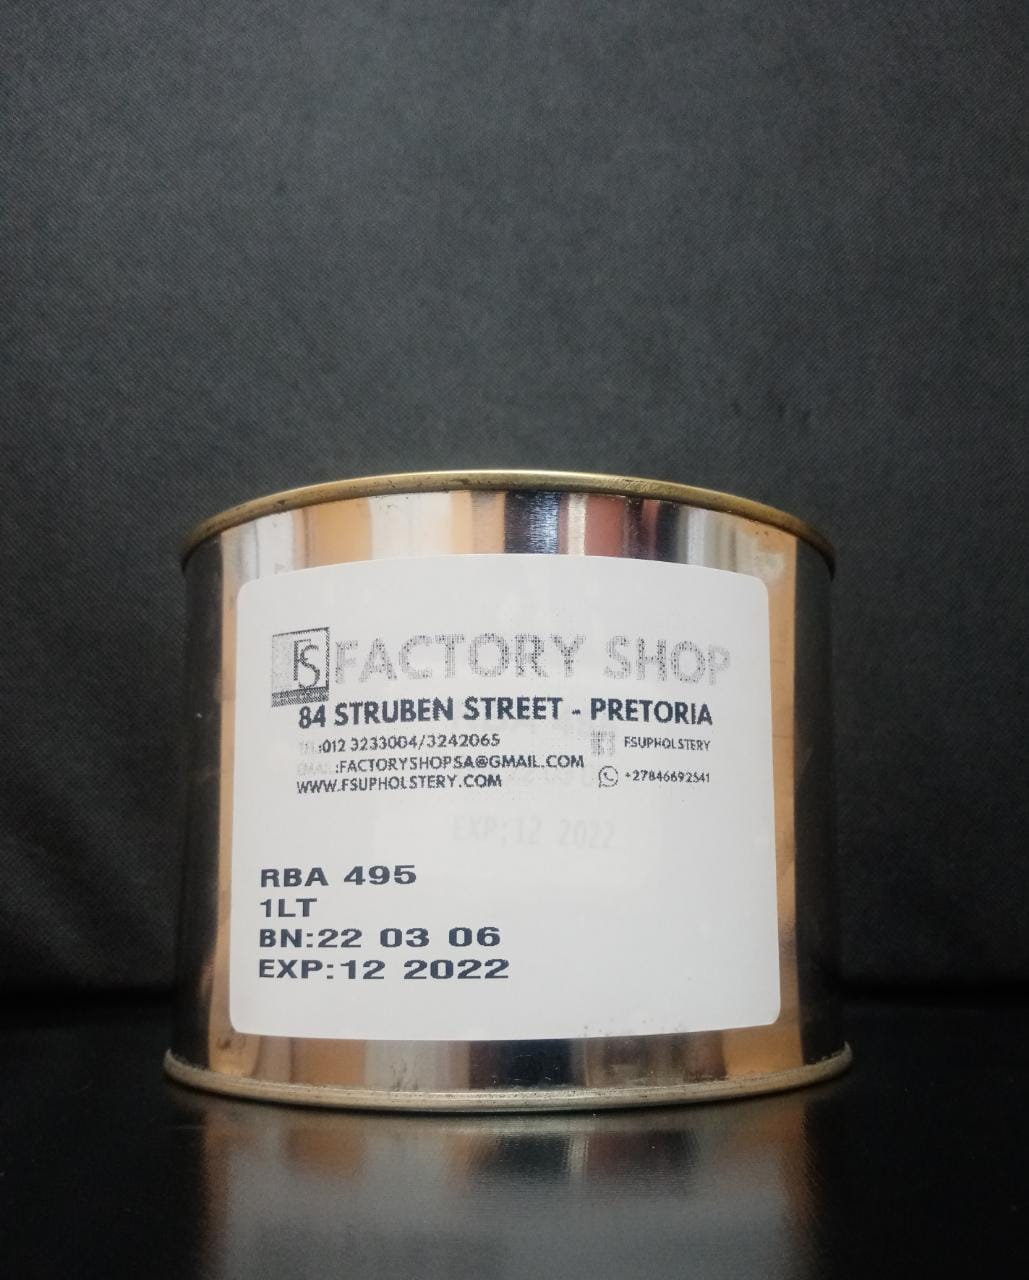 FS FACTORY SHOP
84 STRUBEN STREET - PRETORIA
TEL:012 3233004/3242065
FSUPHOLSTERY
EMAIL:FACTORYSHOPSA@GMAIL.COM
WWW.FSUPHOLSTERY.COM
+27846692541
EXP:12 2022
RBA 495
1LT
BN:22 03 06
EXP:12 2022